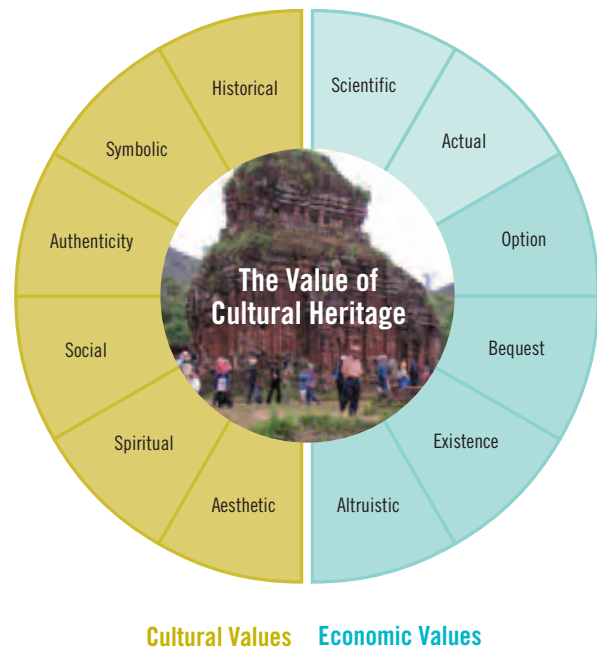 Historical
Scientific
Symbolic
Actual
Authenticity
Option
The Value of
Cultural Heritage
Social
Bequest
Spiritual
Existence
Aesthetic
Altruistic
Cultural Values
Economic Values